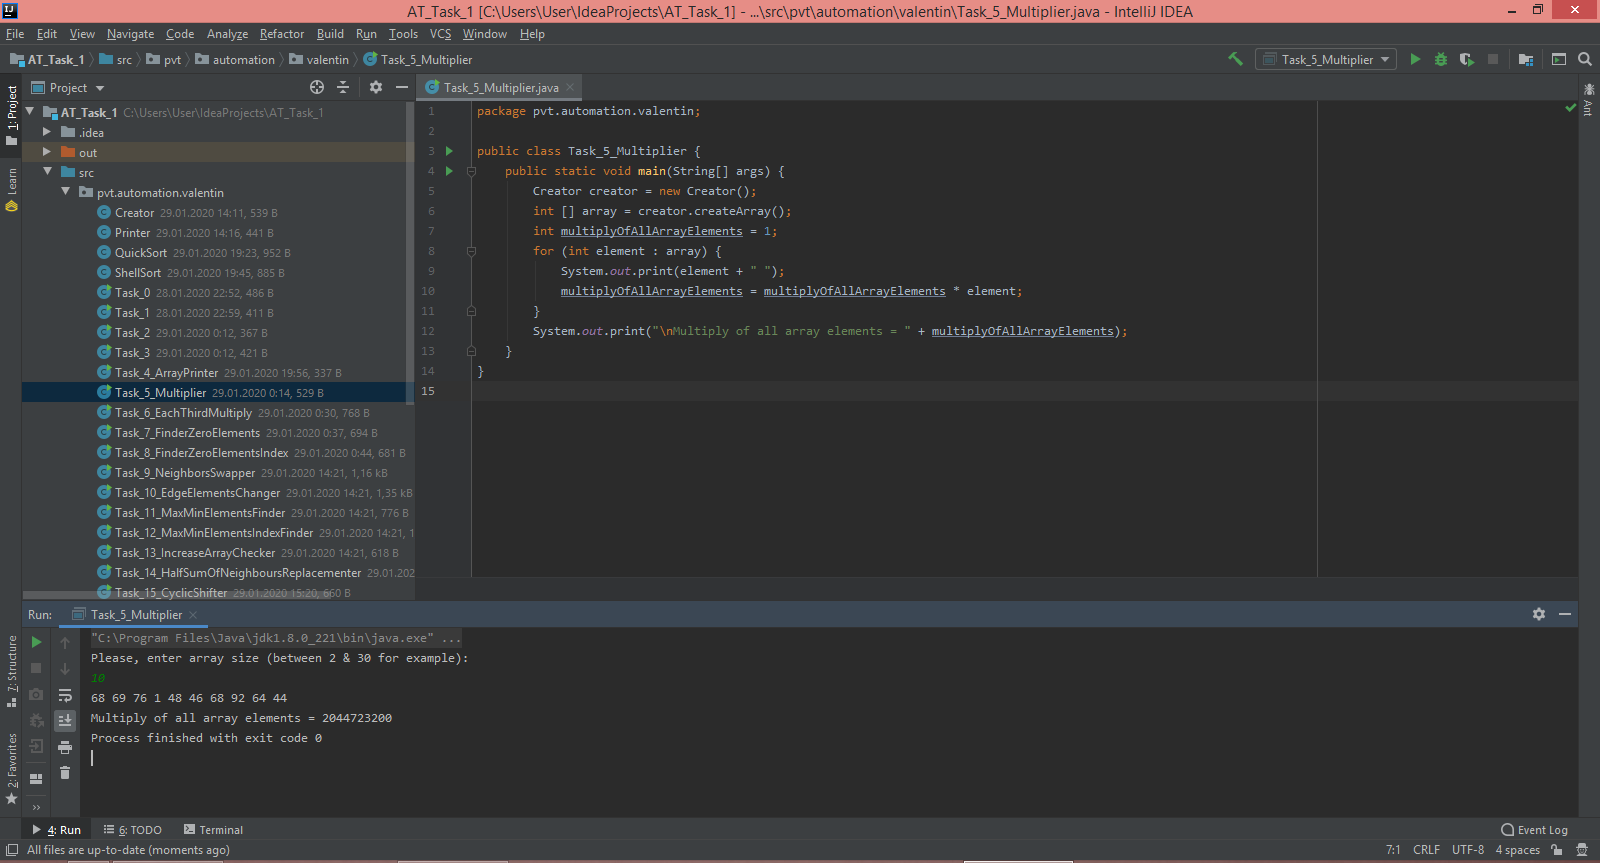 AT_Task_1 [C:\Users\User\IdeaProjects\AT_Task_1] - ...\src\pvt\automation\valentin\Task_5_Multiplier.java - IntelliJ IDEA
File Edit View Navigate Code Analyze Refactor Build Run Tools VCS Window Help
AT_Task_1 src pvt automation valentin Task_5_Multiplier
Task_5_Multiplier
1: Project
Learn
Project
AT_Task_1 C:\Users\User\IdeaProjects\AT_Task_1
.idea
out
src
pvt.automation.valentin
Creator 29.01.2020 14:11, 539 B
Printer 29.01.2020 14:16, 441 B
QuickSort 29.01.2020 19:23, 952 B
ShellSort 29.01.2020 19:45, 885 B
Task_0 28.01.2020 22:52, 486 B
Task_1 28.01.2020 22:59, 411 B
Task_2 29.01.2020 0:12, 367 B
Task_3 29.01.2020 0:12, 421 B
Task_4_ArrayPrinter 29.01.2020 19:56, 337 B
Task_5_Multiplier 29.01.2020 0:14, 529 B
Task_6_EachThirdMultiply 29.01.2020 0:30, 768 B
Task_7_FinderZeroElements 29.01.2020 0:37, 694 B
Task_8_FinderZeroElementsIndex 29.01.2020 0:44, 681 B
Task_9_NeighborsSwapper 29.01.2020 14:21, 1,16 kB
Task_10_EdgeElementsChanger 29.01.2020 14:21, 1,35 kB
Task_11_MaxMinElementsFinder 29.01.2020 14:21, 776 B
Task_12_MaxMinElementsIndexFinder 29.01.2020 14:21, 1
Task_13_IncreaseArrayChecker 29.01.2020 14:21, 618 B
Task_14_HalfSumOfNeighboursReplacementer 29.01.202
Task_15_CyclicShifter 29.01.2020 15:20, 660 B
Task_5_Multiplier.java
1 package pvt.automation.valentin;
2
3 public class Task_5_Multiplier {
4 public static void main(String[] args) {
5 Creator creator = new Creator();
6 int [] array = creator.createArray();
7 int multiplyOfAllArrayElements = 1;
8 for (int element : array) {
9 System.out.print(element + " ");
10 multiplyOfAllArrayElements = multiplyOfAllArrayElements * element;
11 }
12 System.out.print("\nMultiply of all array elements = " + multiplyOfAllArrayElements);
13 }
14 }
15
Ant
Run: Task_5_Multiplier
"C:\Program Files\Java\jdk1.8.0_221\bin\java.exe" ...
Please, enter array size (between 2 & 30 for example):
10
68 69 76 1 48 46 68 92 64 44
Multiply of all array elements = 2044723200
Process finished with exit code 0
7: Structure
2: Favorites
4: Run 6: TODO Terminal
Event Log
All files are up-to-date (moments ago)
7:1 CRLF UTF-8 4 spaces